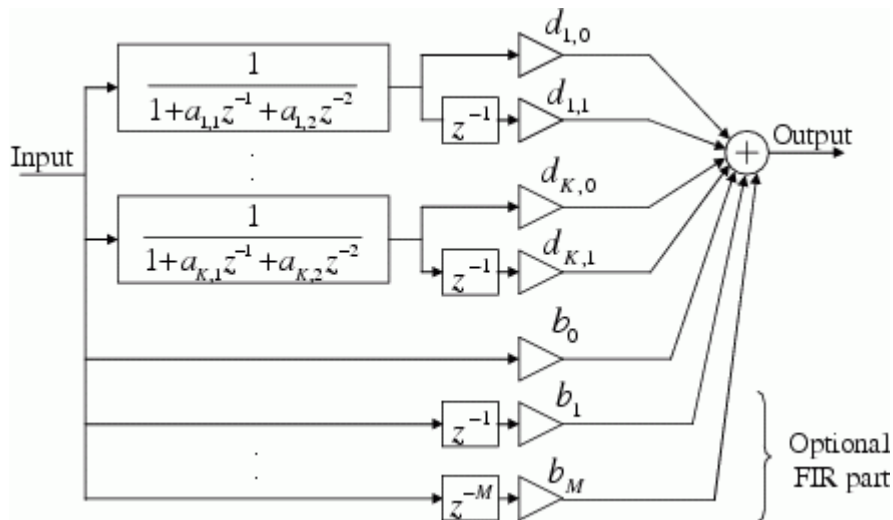 d_{1,0}
1
1+a_{1,1}z^{-1}+a_{1,2}z^{-2}
z^{-1}
d_{1,1}
Input
+
Output
d_{K,0}
1
1+a_{K,1}z^{-1}+a_{K,2}z^{-2}
z^{-1}
d_{K,1}
b_0
z^{-1}
b_1
z^{-M}
b_M
Optional
FIR part